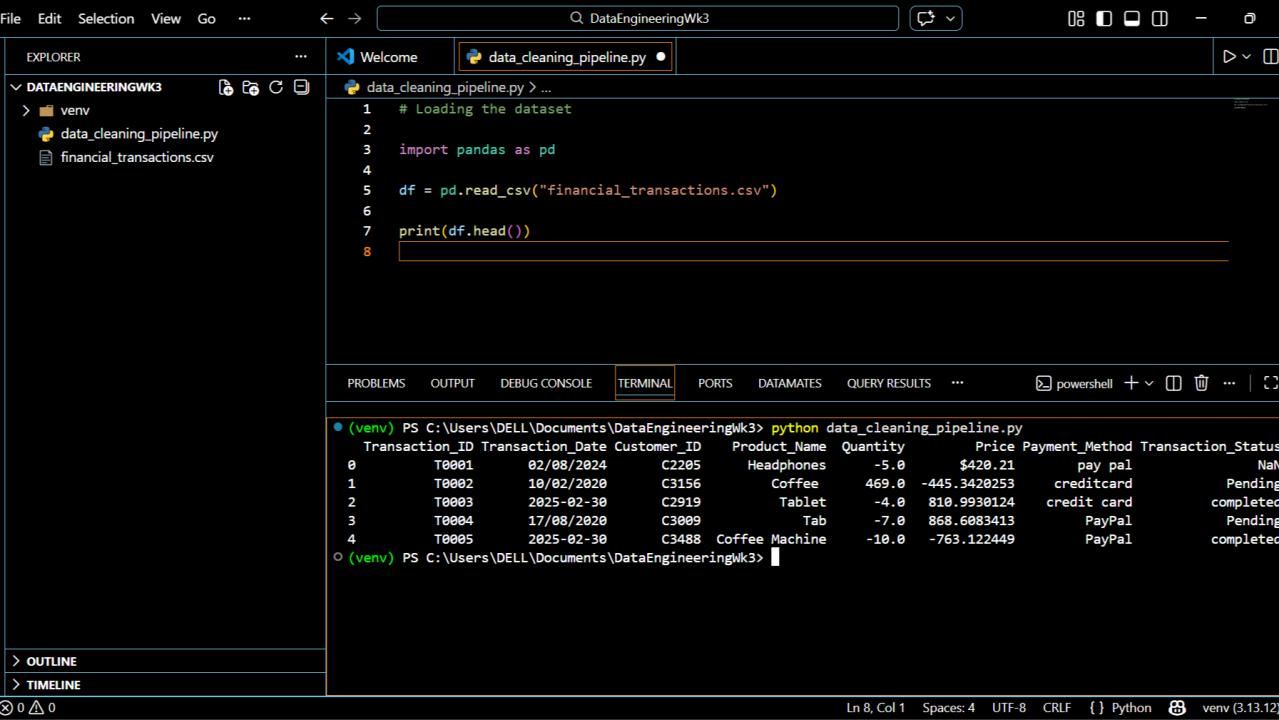 File Edit Selection View Go ...
DataEngineeringWk3
EXPLORER
DATAENGINEERINGWK3
venv
data_cleaning_pipeline.py
financial_transactions.csv
OUTLINE
TIMELINE
Welcome data_cleaning_pipeline.py
data_cleaning_pipeline.py > ...
1 # Loading the dataset
2
3 import pandas as pd
4
5 df = pd.read_csv("financial_transactions.csv")
6
7 print(df.head())
8
PROBLEMS OUTPUT DEBUG CONSOLE TERMINAL PORTS DATAMATES QUERY RESULTS ... powershell
(venv) PS C:\Users\DELL\Documents\DataEngineeringWk3> python data_cleaning_pipeline.py
Transaction_ID Transaction_Date Customer_ID Product_Name Quantity Price Payment_Method Transaction_Status
0 T0001 02/08/2024 C2205 Headphones -5.0 $420.21 pay pal NaN
1 T0002 10/02/2020 C3156 Coffee 469.0 -445.3420253 creditcard Pending
2 T0003 2025-02-30 C2919 Tablet -4.0 810.9930124 credit card completed
3 T0004 17/08/2020 C3009 Tab -7.0 868.6083413 PayPal Pending
4 T0005 2025-02-30 C3488 Coffee Machine -10.0 -763.122449 PayPal completed
(venv) PS C:\Users\DELL\Documents\DataEngineeringWk3>
0 0 Ln 8, Col 1 Spaces: 4 UTF-8 CRLF { } Python venv (3.13.12)